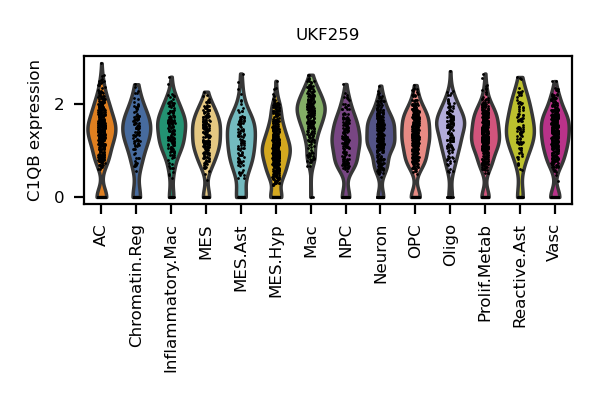 UKF259
C1QB expression
2
0
AC
Chromatin.Reg
Inflammatory.Mac
MES
MES.Ast
MES.Hyp
Mac
NPC
Neuron
OPC
Oligo
Prolif.Metab
Reactive.Ast
Vasc